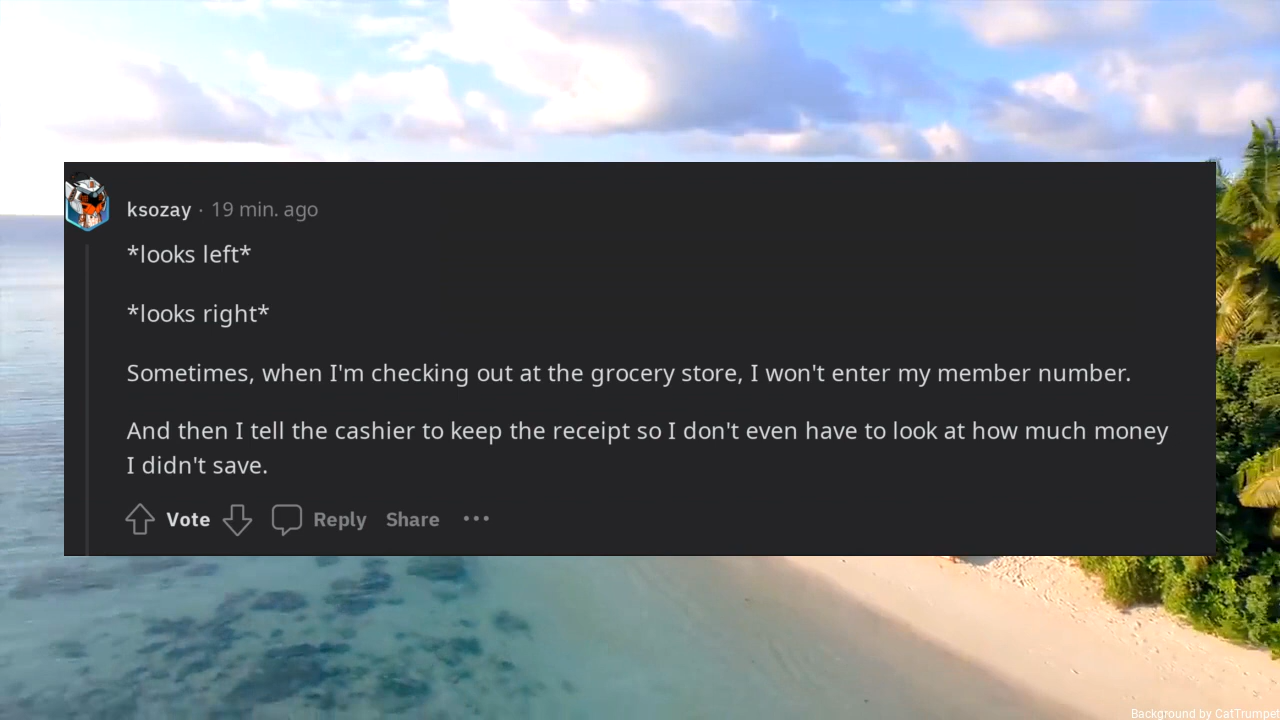 ksozay · 19 min. ago
*looks left*
*looks right*
Sometimes, when I'm checking out at the grocery store, I won't enter my member number.
And then I tell the cashier to keep the receipt so I don't even have to look at how much money
I didn't save.
Vote Reply Share •••
Background by CatTrumpet